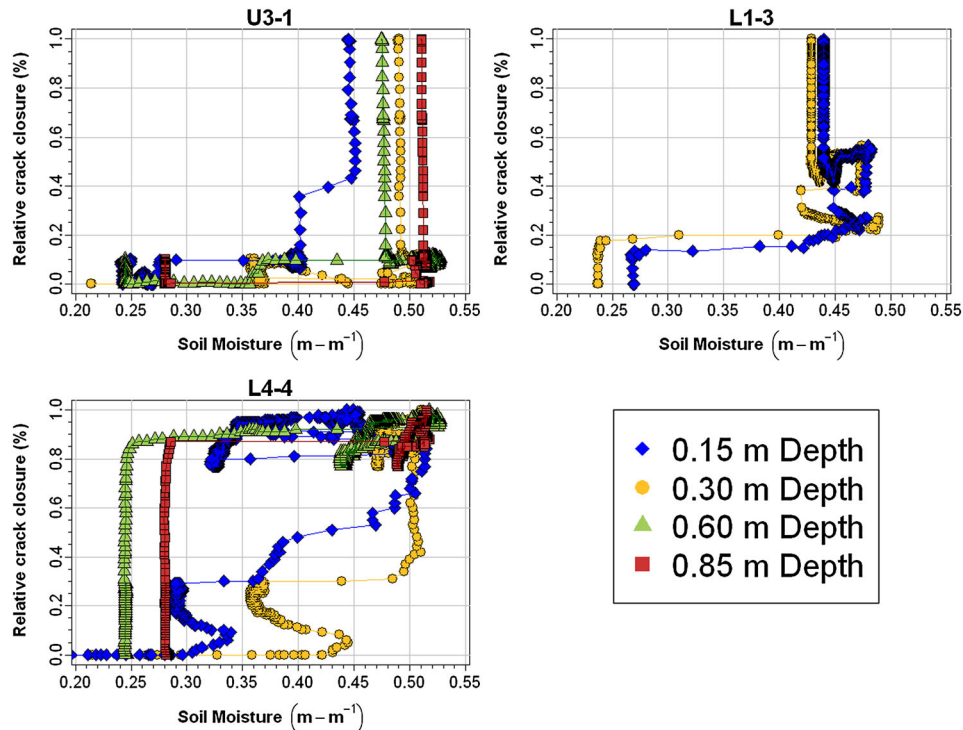 U3-1
Relative crack closure (%)
0.0 0.2 0.4 0.6 0.8 1.0
0.20 0.25 0.30 0.35 0.40 0.45 0.50 0.55
Soil Moisture (m – m⁻¹)
L1-3
Relative crack closure (%)
0.0 0.2 0.4 0.6 0.8 1.0
0.20 0.25 0.30 0.35 0.40 0.45 0.50 0.55
Soil Moisture (m – m⁻¹)
L4-4
Relative crack closure (%)
0.0 0.2 0.4 0.6 0.8 1.0
0.20 0.25 0.30 0.35 0.40 0.45 0.50 0.55
Soil Moisture (m – m⁻¹)
0.15 m Depth
0.30 m Depth
0.60 m Depth
0.85 m Depth